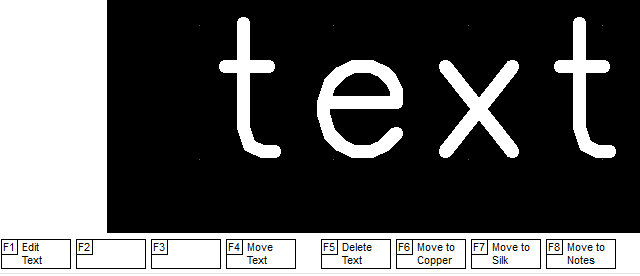 text
F1 Edit Text
F2
F3
F4 Move Text
F5 Delete Text
F6 Move to Copper
F7 Move to Silk
F8 Move to Notes